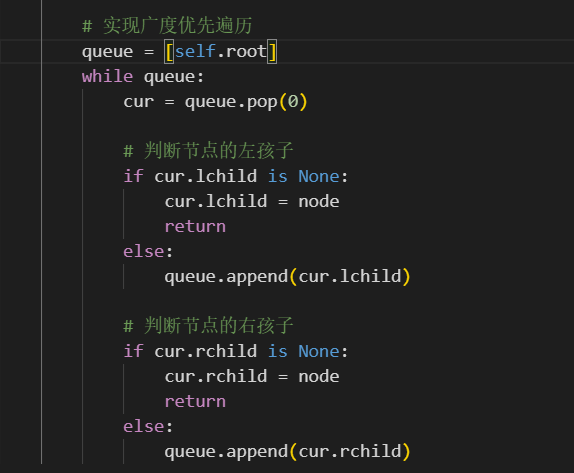 # 实现广度优先遍历
queue = [self.root]
while queue:
cur = queue.pop(0)
# 判断节点的左孩子
if cur.lchild is None:
cur.lchild = node
return
else:
queue.append(cur.lchild)
# 判断节点的右孩子
if cur.rchild is None:
cur.rchild = node
return
else:
queue.append(cur.rchild)